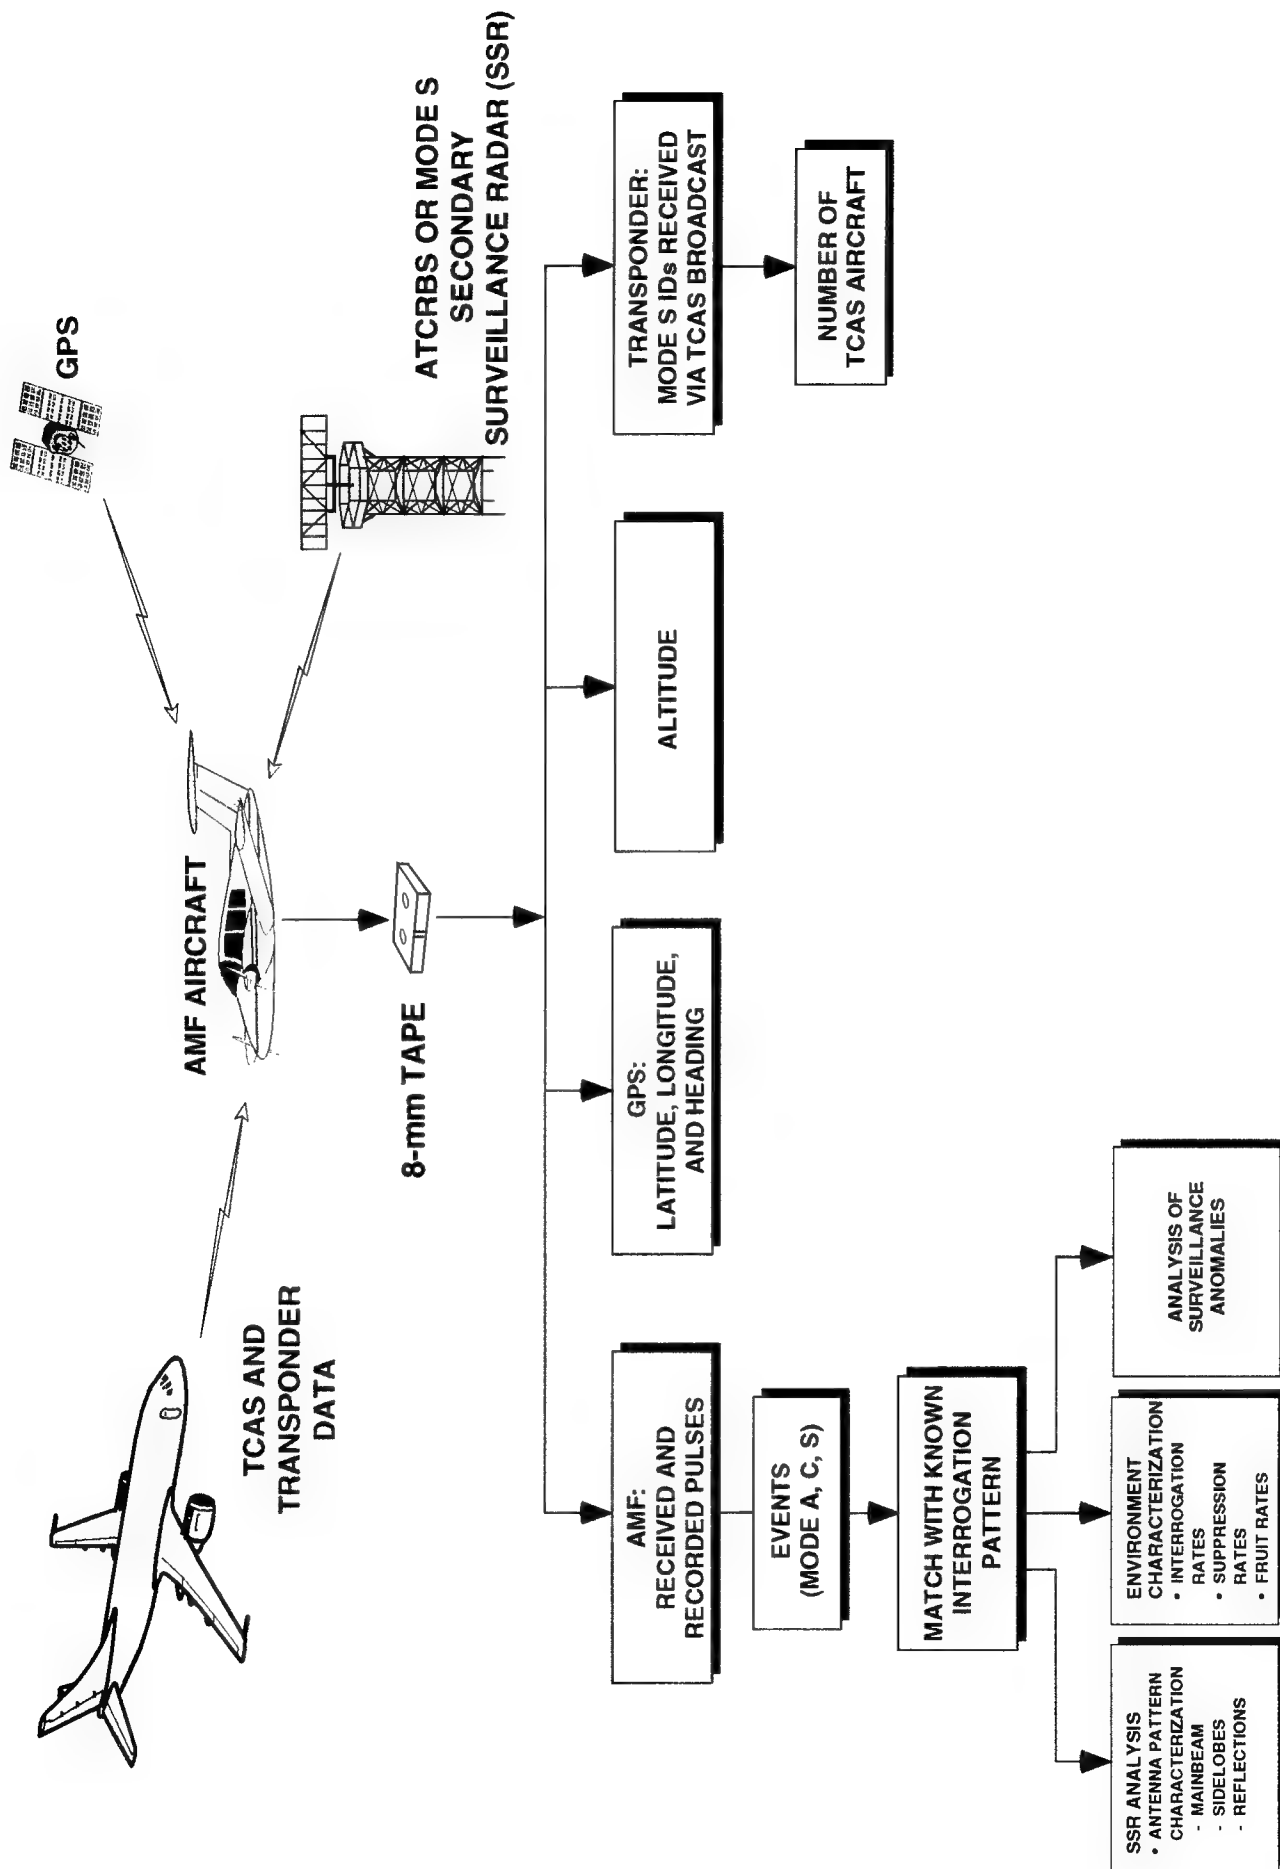 GPS
AMF AIRCRAFT
TCAS AND
TRANSPONDER
DATA
ATCRBS OR MODE S
SECONDARY
SURVEILLANCE RADAR (SSR)
8-mm TAPE
AMF:
RECEIVED AND
RECORDED PULSES
GPS:
LATITUDE, LONGITUDE,
AND HEADING
ALTITUDE
TRANSPONDER:
MODE S IDs RECEIVED
VIA TCAS BROADCAST
EVENTS
(MODE A, C, S)
NUMBER OF
TCAS AIRCRAFT
MATCH WITH KNOWN
INTERROGATION
PATTERN
SSR ANALYSIS
• ANTENNA PATTERN
CHARACTERIZATION
- MAINBEAM
- SIDELOBES
- REFLECTIONS
ENVIRONMENT
CHARACTERIZATION
• INTERROGATION
RATES
• SUPPRESSION
RATES
• FRUIT RATES
ANALYSIS OF
SURVEILLANCE
ANOMALIES